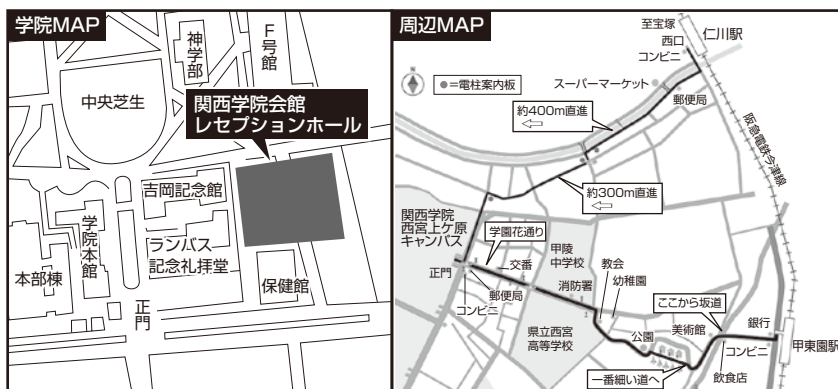 学院MAP
神学部
F号館
中央芝生
関西学院会館
レセプションホール
吉岡記念館
学院本館
ランバス
記念礼拝堂
本部棟
保健館
正門
周辺MAP
至宝塚
仁川駅
西口
コンビニ
●=電柱案内板
スーパーマーケット
郵便局
約400m直進
阪急電鉄今津線
約300m直進
関西学院
西宮上ケ原
キャンパス
学園花通り
甲陵
中学校
正門
交番
教会
幼稚園
消防署
郵便局
コンビニ
ここから坂道
県立西宮
高等学校
公園
美術館
銀行
甲東園駅
コンビニ
一番細い道へ
飲食店